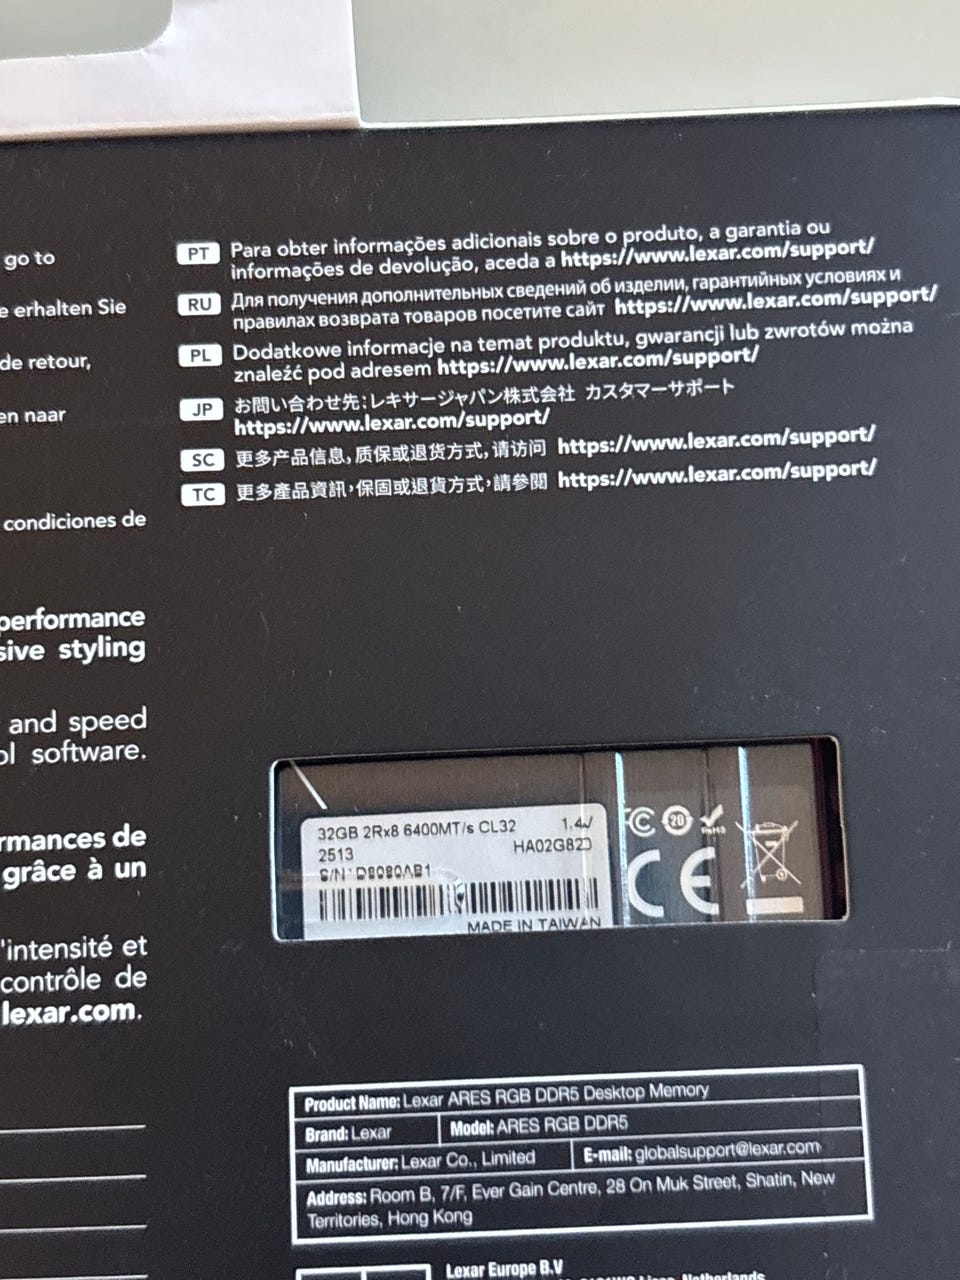 go to
e erhalten Sie
de retour,
en naar
condiciones de
performance
sive styling
and speed
ol software.
rmances de
grâce à un
'intensité et
contrôle de
lexar.com.
PT Para obter informações adicionais sobre o produto, a garantia ou
informações de devolução, aceda a https://www.lexar.com/support/
RU Для получения дополнительных сведений об изделии, гарантийных условиях и
правилах возврата товаров посетите сайт https://www.lexar.com/support/
PL Dodatkowe informacje na temat produktu, gwarancji lub zwrotów można
znaleźć pod adresem https://www.lexar.com/support/
JP お問い合わせ先:レキサージャパン株式会社 カスタマーサポート
https://www.lexar.com/support/
SC 更多产品信息,质保或退货方式,请访问 https://www.lexar.com/support/
TC 更多產品資訊,保固或退貨方式,請參閱 https://www.lexar.com/support/
32GB 2Rx8 6400MT/s CL32 1.4V
2513
S/N:
MADE IN TAIWAN
FC 20 RoHS
CE
Product Name: Lexar ARES RGB DDR5 Desktop Memory
Brand: Lexar Model: ARES RGB DDR5
Manufacturer: Lexar Co., Limited E-mail: globalsupport@lexar.com
Address: Room B, 7/F, Ever Gain Centre, 28 On Muk Street, Shatin, New
Territories, Hong Kong
Lexar Europe B.V
Netherlands